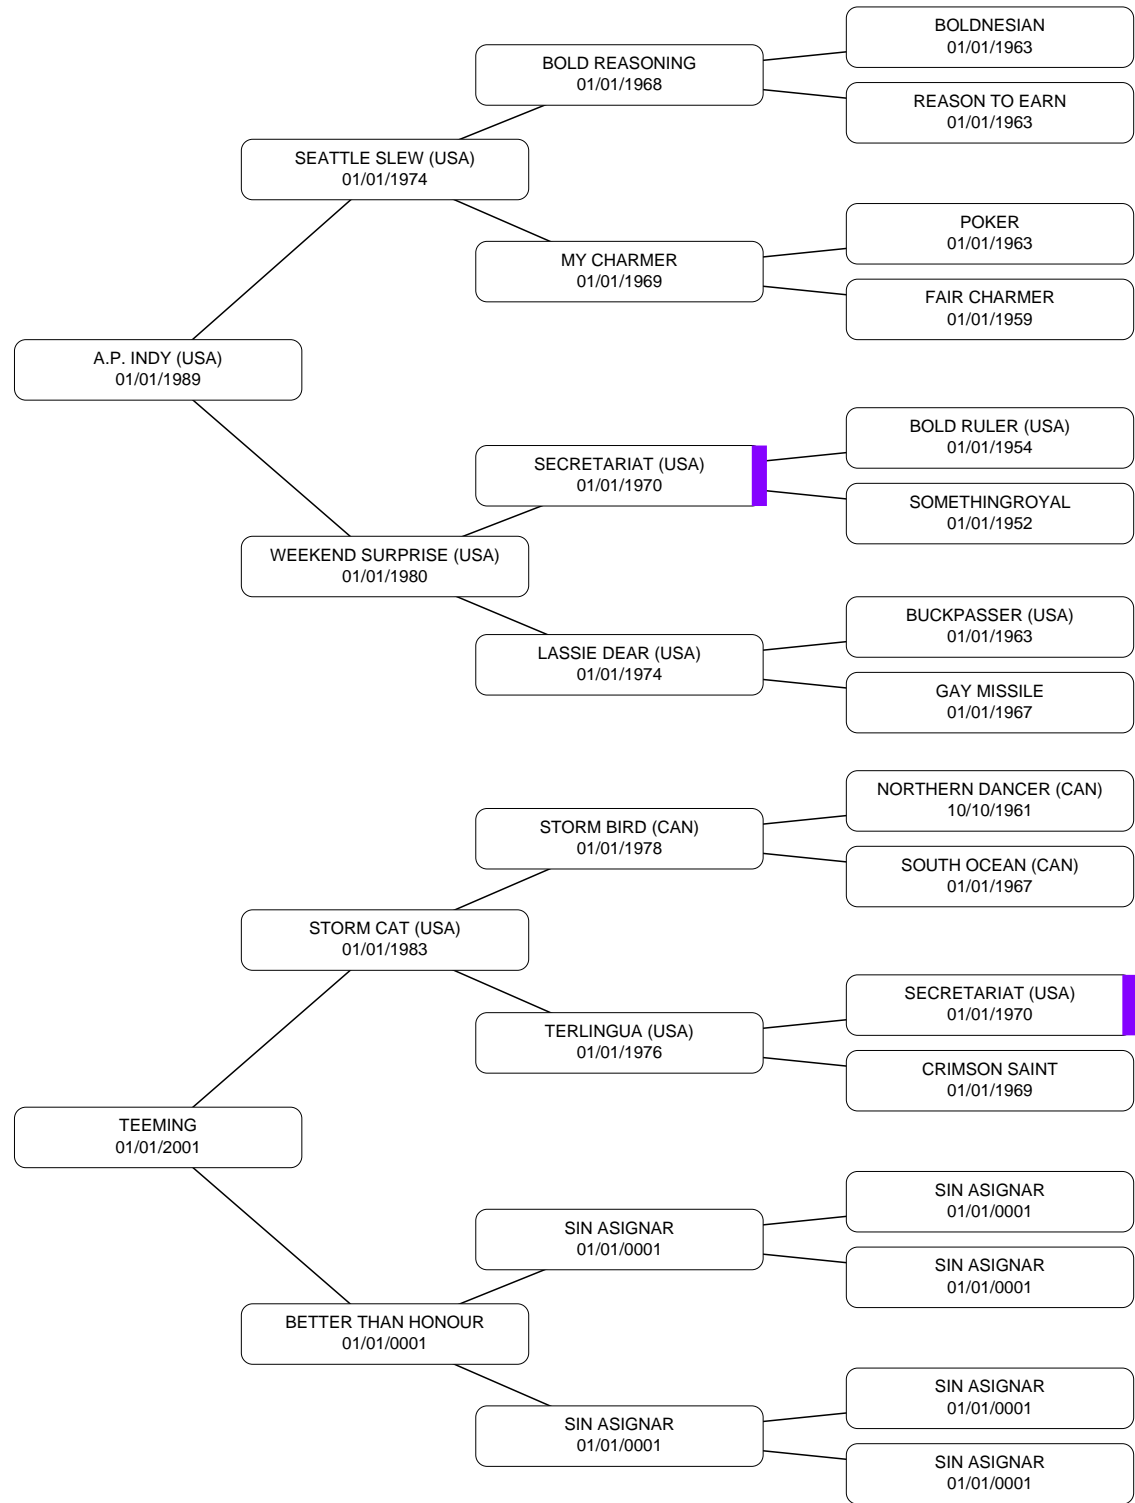 BOLDNESIAN
01/01/1963
BOLD REASONING
01/01/1968
REASON TO EARN
01/01/1963
SEATTLE SLEW (USA)
01/01/1974
POKER
01/01/1963
MY CHARMER
01/01/1969
FAIR CHARMER
01/01/1959
A.P. INDY (USA)
01/01/1989
BOLD RULER (USA)
01/01/1954
SECRETARIAT (USA)
01/01/1970
SOMETHINGROYAL
01/01/1952
WEEKEND SURPRISE (USA)
01/01/1980
BUCKPASSER (USA)
01/01/1963
LASSIE DEAR (USA)
01/01/1974
GAY MISSILE
01/01/1967
NORTHERN DANCER (CAN)
10/10/1961
STORM BIRD (CAN)
01/01/1978
SOUTH OCEAN (CAN)
01/01/1967
STORM CAT (USA)
01/01/1983
SECRETARIAT (USA)
01/01/1970
TERLINGUA (USA)
01/01/1976
CRIMSON SAINT
01/01/1969
TEEMING
01/01/2001
SIN ASIGNAR
01/01/0001
SIN ASIGNAR
01/01/0001
SIN ASIGNAR
01/01/0001
BETTER THAN HONOUR
01/01/0001
SIN ASIGNAR
01/01/0001
SIN ASIGNAR
01/01/0001
SIN ASIGNAR
01/01/0001